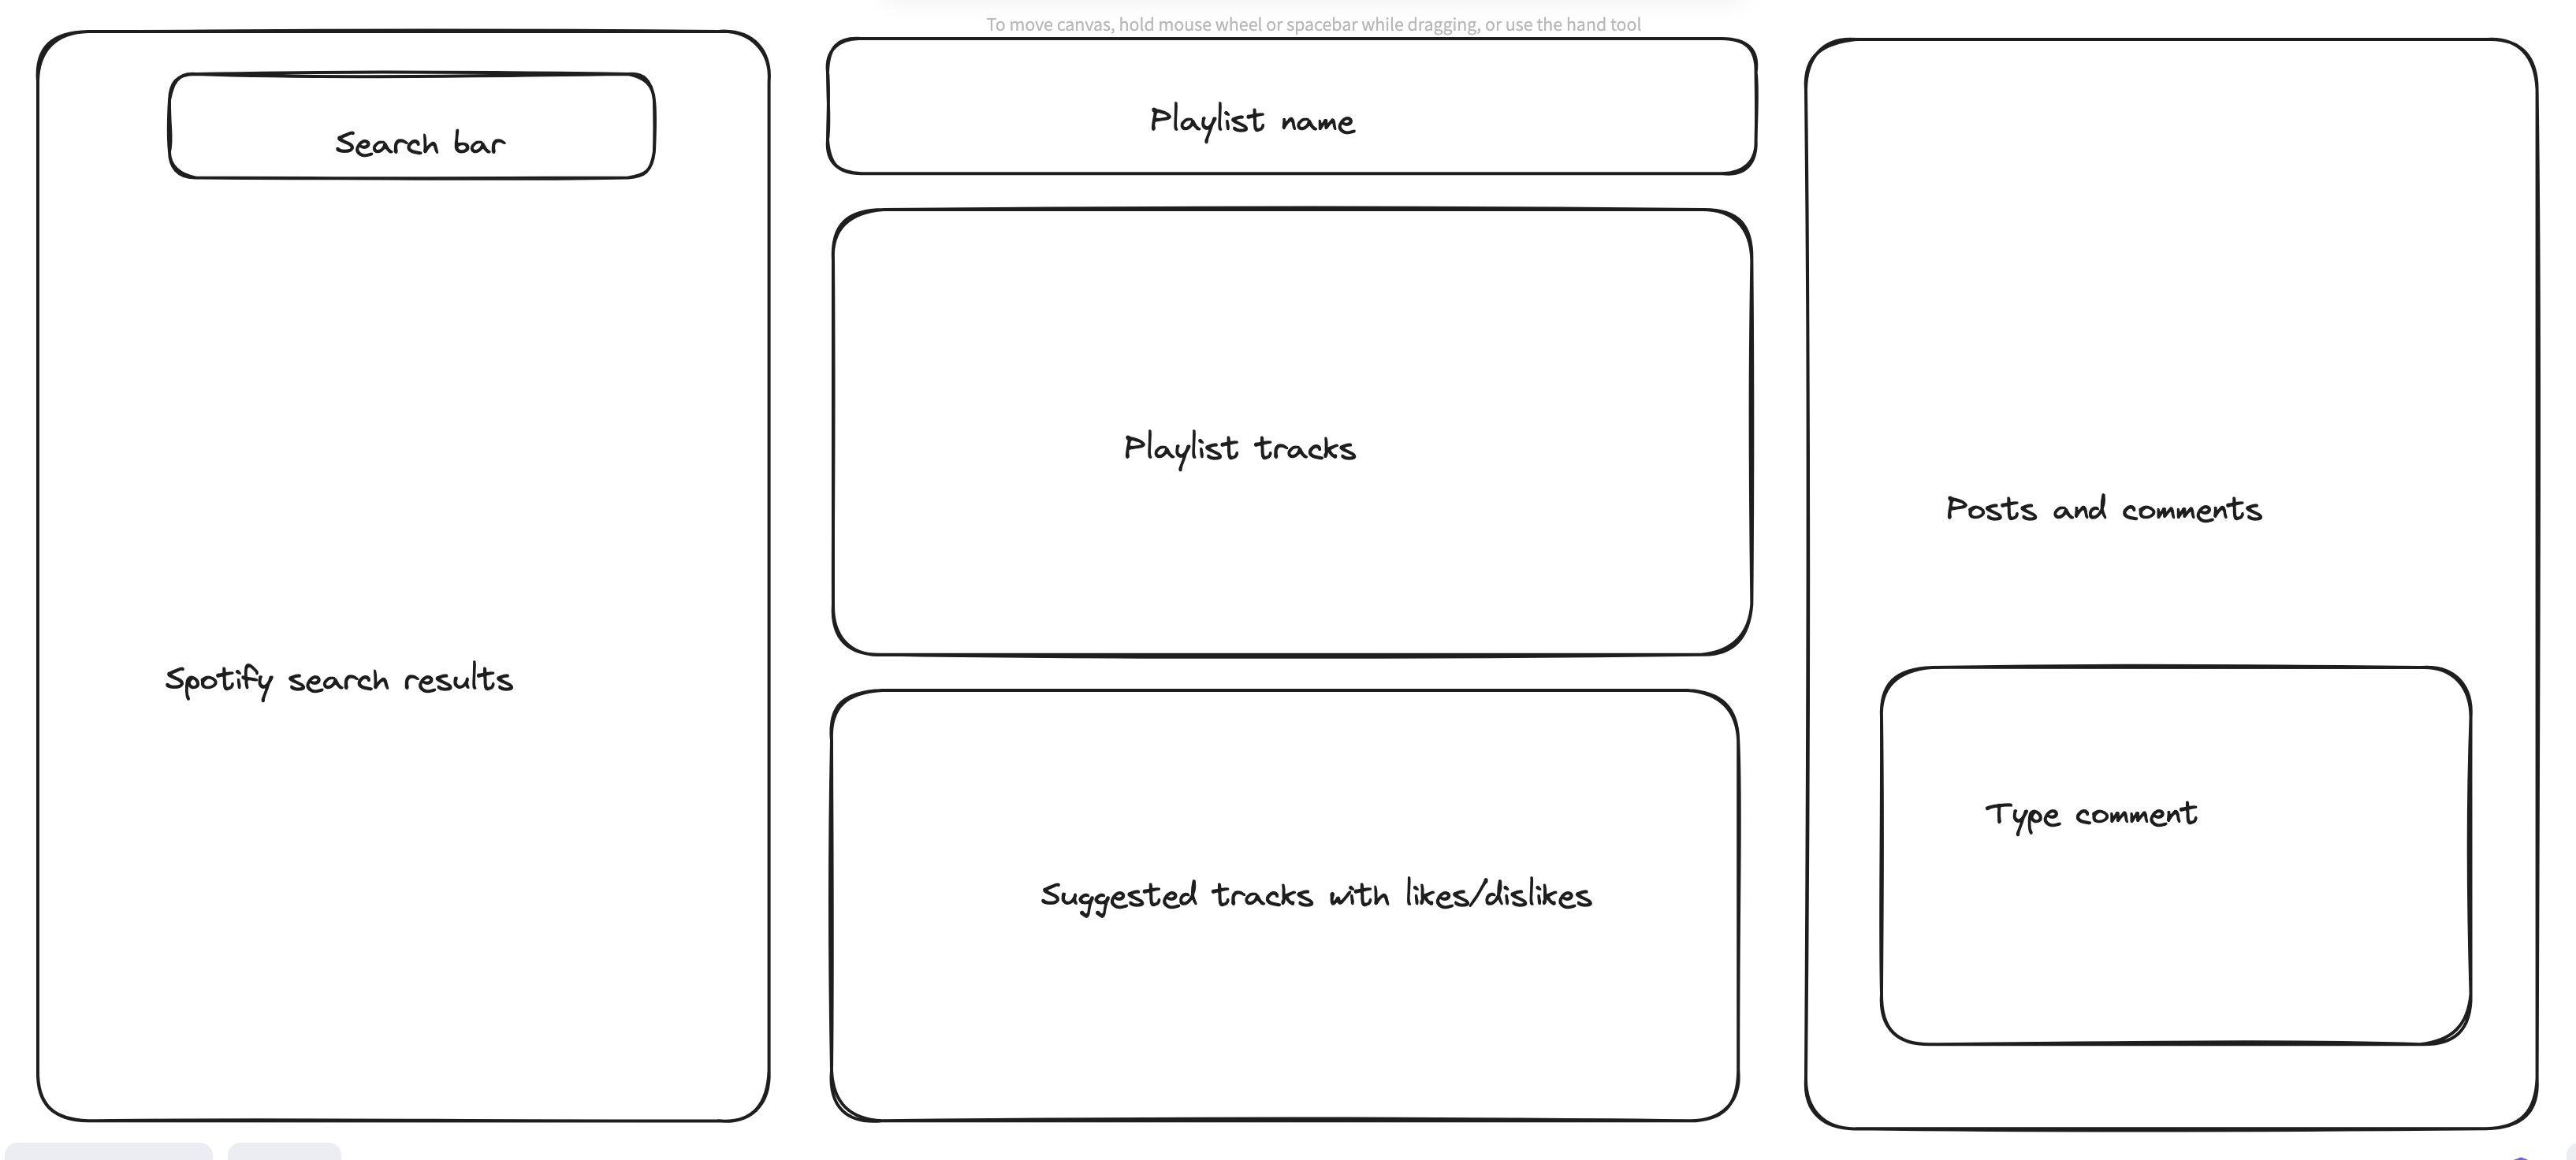 To move canvas, hold mouse wheel or spacebar while dragging, or use the hand tool
Search bar
Spotify search results
Playlist name
Playlist tracks
Suggested tracks with likes/dislikes
Posts and comments
Type comment